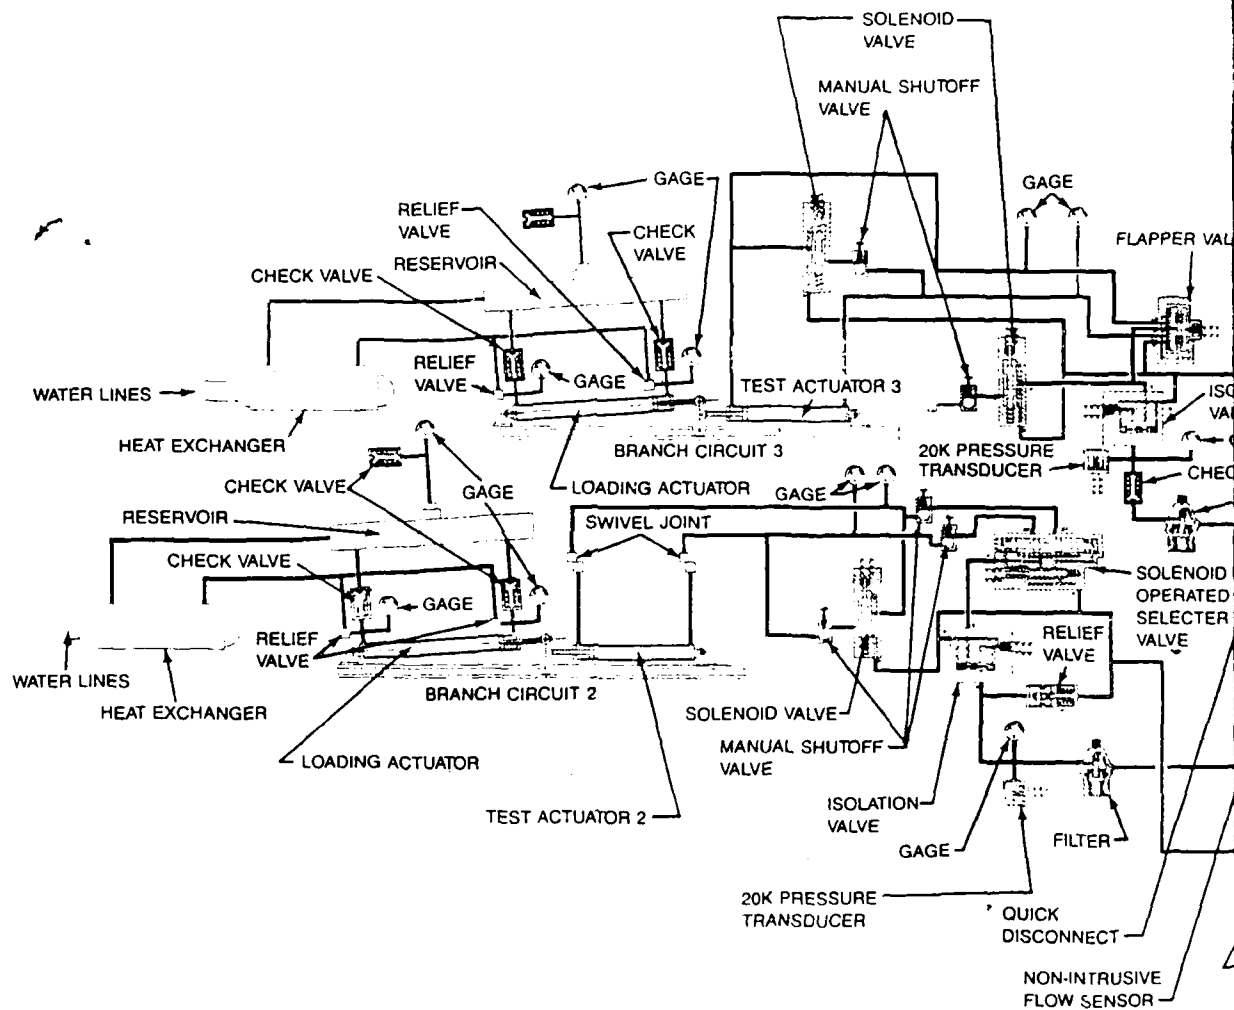 SOLENOID
VALVE
MANUAL SHUTOFF
VALVE
GAGE
GAGE
RELIEF
VALVE
CHECK
VALVE
FLAPPER
RESERVOIR
CHECK VALVE
RELIEF
VALVE
GAGE
TEST ACTUATOR 3
WATER LINES
HEAT EXCHANGER
BRANCH CIRCUIT 3
20K PRESSURE
TRANSDUCER
CHECK VALVE
GAGE
LOADING ACTUATOR
GAGE
RESERVOIR
SWIVEL JOINT
CHECK VALVE
GAGE
SOLENOID
OPERATED
SELECTER
VALVE
RELIEF
VALVE
RELIEF
VALVE
WATER LINES
BRANCH CIRCUIT 2
HEAT EXCHANGER
SOLENOID VALVE
MANUAL SHUTOFF
VALVE
LOADING ACTUATOR
TEST ACTUATOR 2
ISOLATION
VALVE
GAGE
FILTER
20K PRESSURE
TRANSDUCER
QUICK
DISCONNECT
NON-INTRUSIVE
FLOW SENSOR